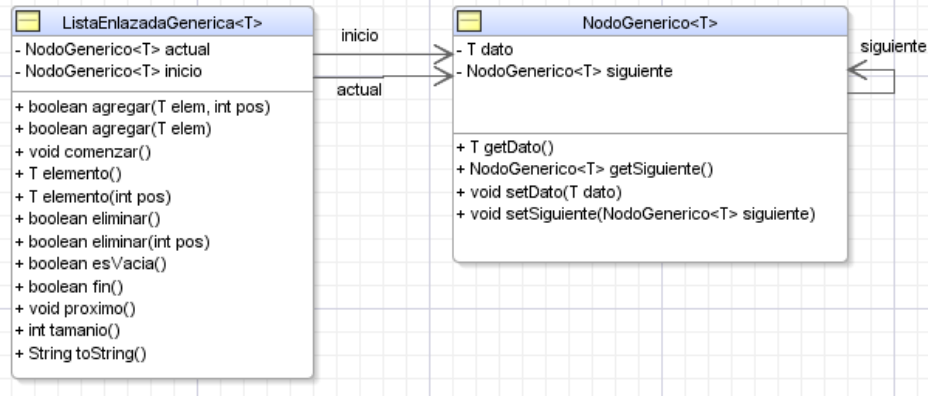 ListaEnlazadaGenerica<T>
- NodoGenerico<T> actual
- NodoGenerico<T> inicio
+ boolean agregar(T elem, int pos)
+ boolean agregar(T elem)
+ void comenzar()
+ T elemento()
+ T elemento(int pos)
+ boolean eliminar()
+ boolean eliminar(int pos)
+ boolean esVacia()
+ boolean fin()
+ void proximo()
+ int tamanio()
+ String toString()
inicio
actual
NodoGenerico<T>
- T dato
- NodoGenerico<T> siguiente
+ T getDato()
+ NodoGenerico<T> getSiguiente()
+ void setDato(T dato)
+ void setSiguiente(NodoGenerico<T> siguiente)
siguiente